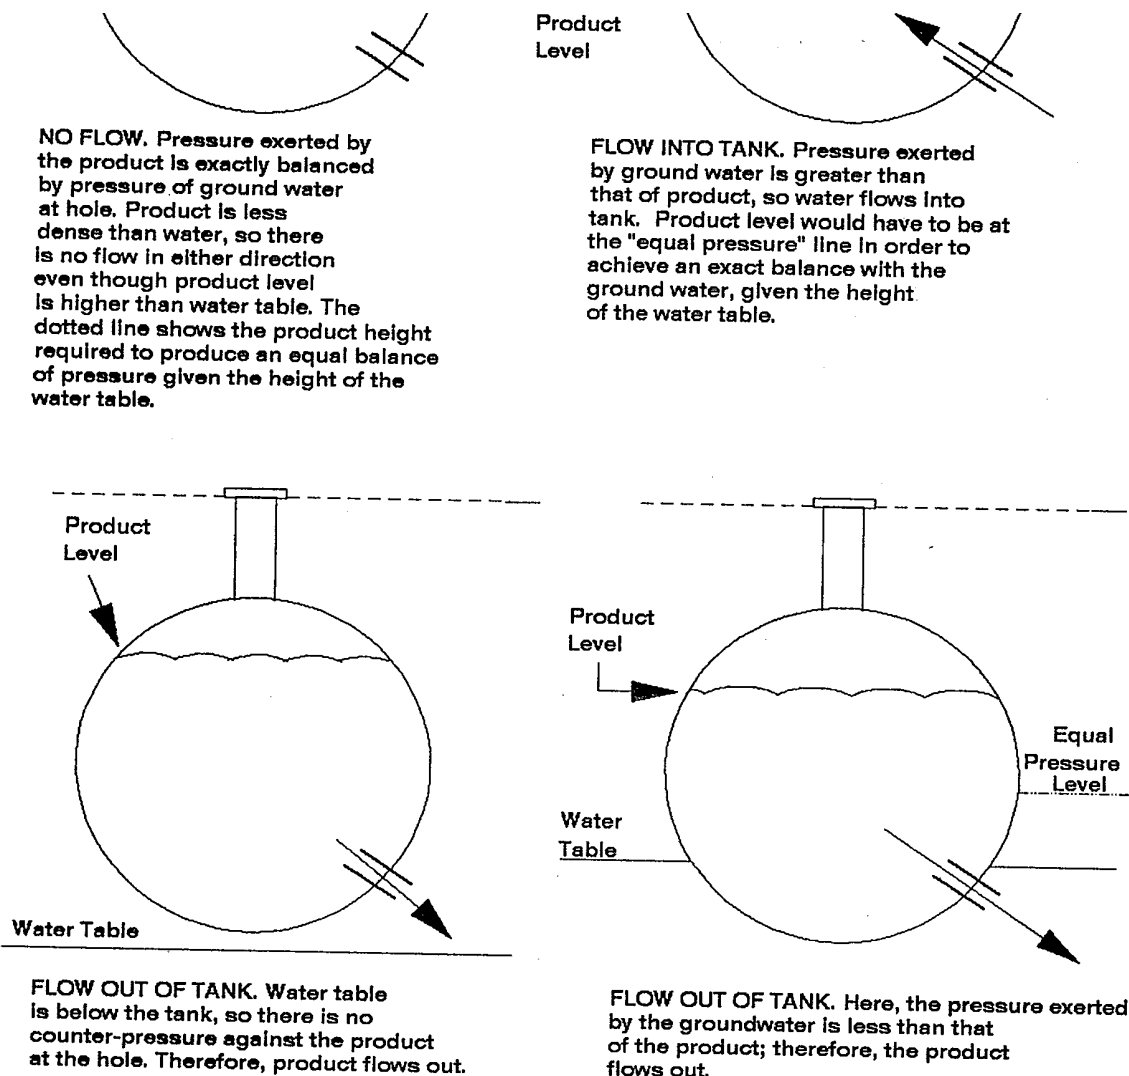 Product
Level
NO FLOW. Pressure exerted by
the product is exactly balanced
by pressure of ground water
at hole. Product is less
dense than water, so there
is no flow in either direction
even though product level
is higher than water table. The
dotted line shows the product height
required to produce an equal balance
of pressure given the height of the
water table.
FLOW INTO TANK. Pressure exerted
by ground water is greater than
that of product, so water flows into
tank. Product level would have to be at
the "equal pressure" line in order to
achieve an exact balance with the
ground water, given the height
of the water table.
Product
Level
Water Table
FLOW OUT OF TANK. Water table
is below the tank, so there is no
counter-pressure against the product
at the hole. Therefore, product flows out.
Product
Level
Equal
Pressure
Level
Water
Table
FLOW OUT OF TANK. Here, the pressure exerted
by the groundwater is less than that
of the product; therefore, the product
flows out.